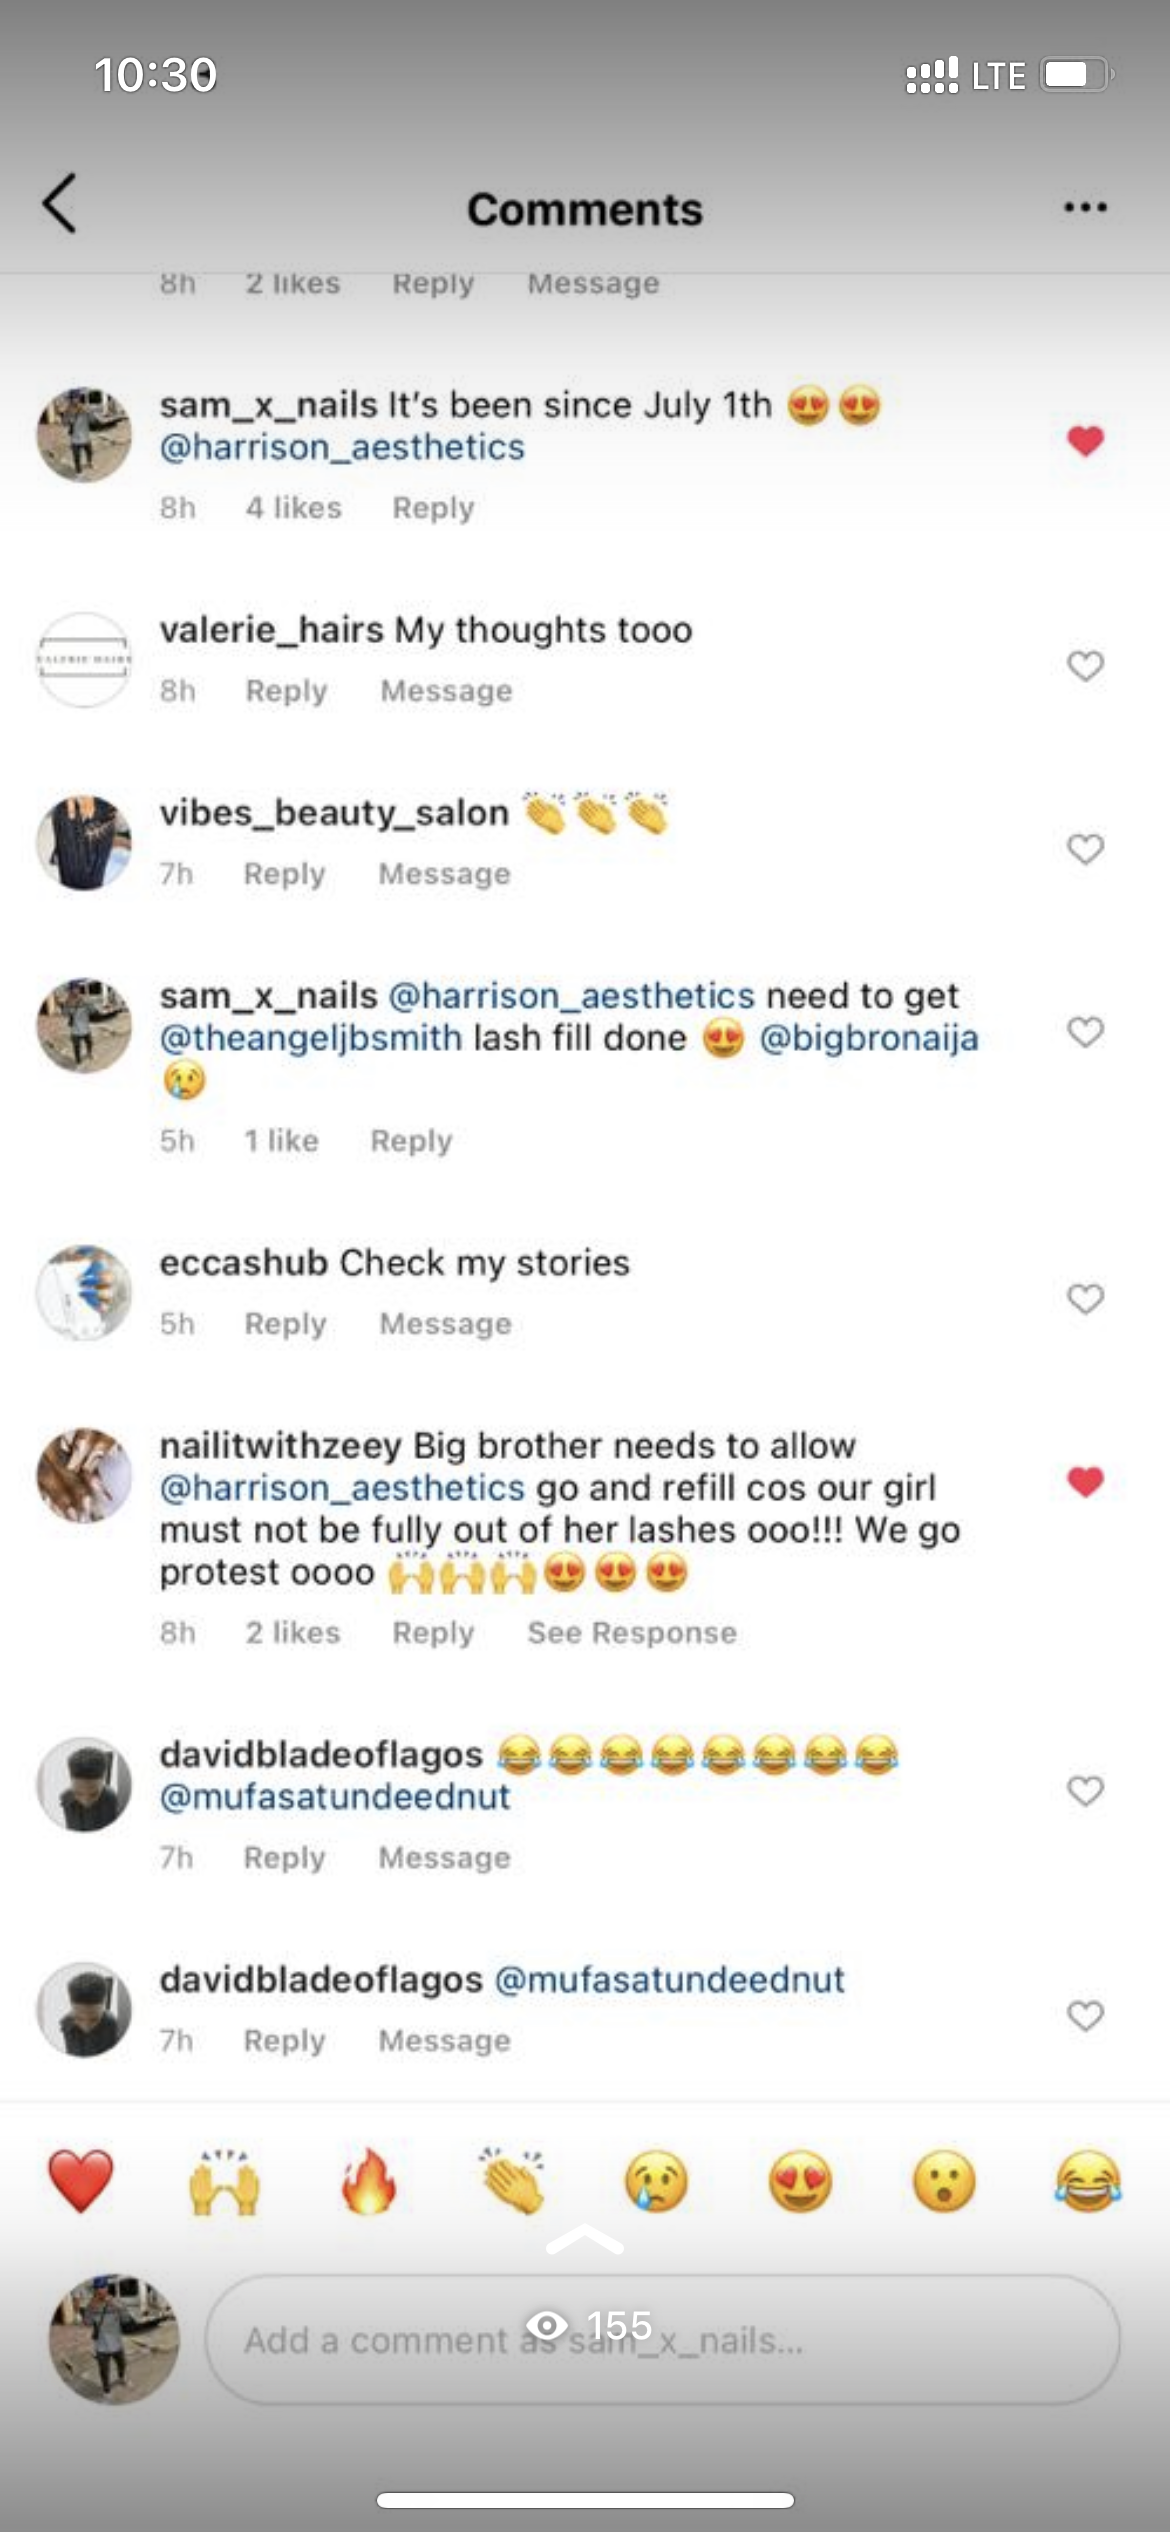 10:30
LTE
Comments
8h 2 likes Reply Message
sam_x_nails It's been since July 1th 😍😍
@harrison_aesthetics
8h 4 likes Reply
valerie_hairs My thoughts tooo
VALERIE HAIRS
8h Reply Message
vibes_beauty_salon 👏👏👏
7h Reply Message
sam_x_nails @harrison_aesthetics need to get
@theangeljbsmith lash fill done 😍 @bigbronaija
😢
5h 1 like Reply
eccashub Check my stories
5h Reply Message
nailitwithzeey Big brother needs to allow
@harrison_aesthetics go and refill cos our girl
must not be fully out of her lashes ooo!!! We go
protest oooo 🙌🙌🙌😍😍😍
8h 2 likes Reply See Response
davidbladeoflagos 😂😂😂😂😂😂😂😂
@mufasatundeednut
7h Reply Message
davidbladeoflagos @mufasatundeednut
7h Reply Message
❤️ 🙌 🔥 👏 😢 😍 😮 😂
155
Add a comment as sam_x_nails...